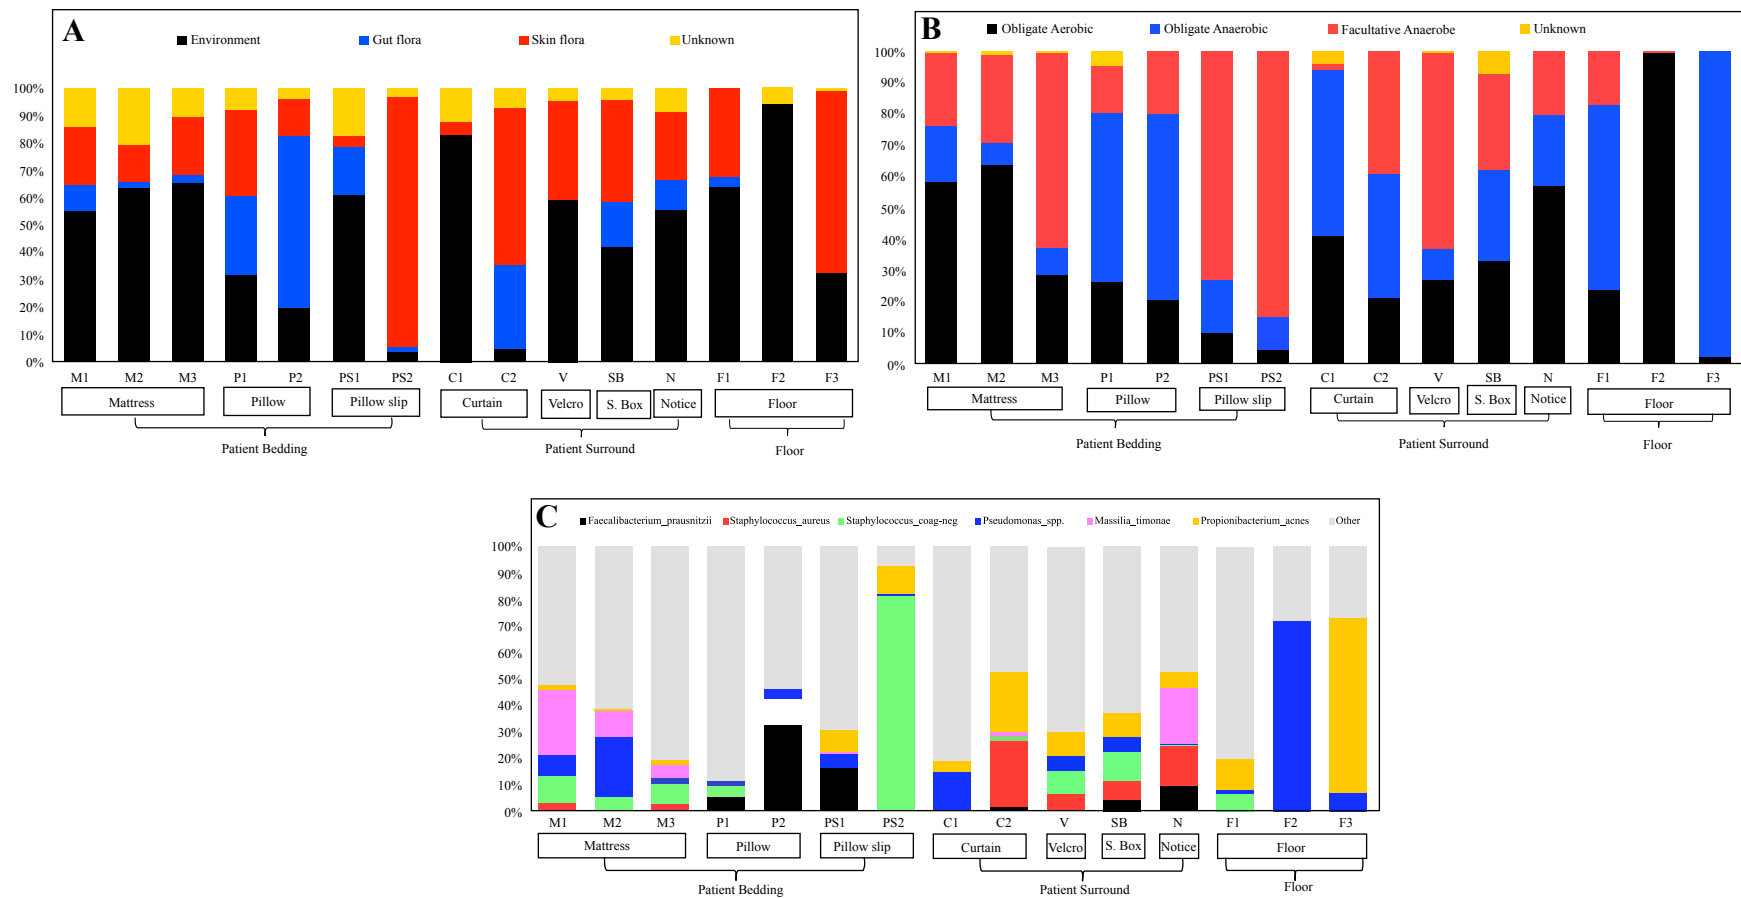 A
Environment Gut flora Skin flora Unknown
100%
90%
80%
70%
60%
50%
40%
30%
20%
10%
0%
M1 M2 M3 P1 P2 PS1 PS2 C1 C2 V SB N F1 F2 F3
Mattress Pillow Pillow slip Curtain Velcro S. Box Notice Floor
Patient Bedding Patient Surround Floor
B
Obligate Aerobic Obligate Anaerobic Facultative Anaerobe Unknown
100%
90%
80%
70%
60%
50%
40%
30%
20%
10%
0%
M1 M2 M3 P1 P2 PS1 PS2 C1 C2 V SB N F1 F2 F3
Mattress Pillow Pillow slip Curtain Velcro S. Box Notice Floor
Patient Bedding Patient Surround Floor
C
Faecalibacterium_prausnitzii Staphylococcus_aureus Staphylococcus_coag-neg Pseudomonas_spp. Massilia_timonae Propionibacterium_acnes Other
100%
90%
80%
70%
60%
50%
40%
30%
20%
10%
0%
M1 M2 M3 P1 P2 PS1 PS2 C1 C2 V SB N F1 F2 F3
Mattress Pillow Pillow slip Curtain Velcro S. Box Notice Floor
Patient Bedding Patient Surround Floor